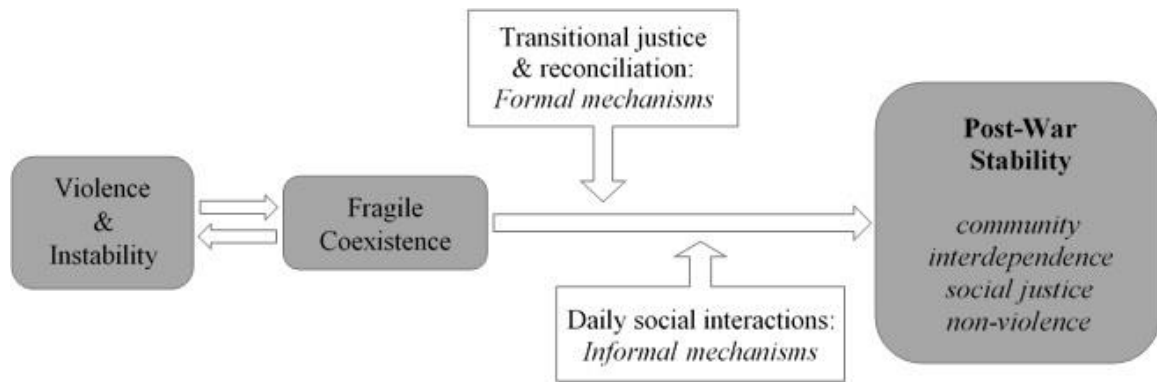 Transitional justice
& reconciliation:
Formal mechanisms
Violence
&
Instability
Fragile
Coexistence
Daily social interactions:
Informal mechanisms
Post-War
Stability
community
interdependence
social justice
non-violence